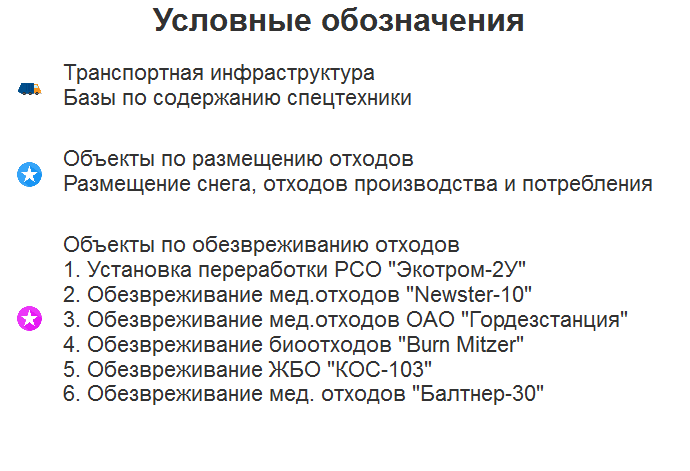 Условные обозначения
Транспортная инфраструктура
Базы по содержанию спецтехники
Объекты по размещению отходов
Размещение снега, отходов производства и потребления
Объекты по обезвреживанию отходов
1. Установка переработки РСО "Экотром-2У"
2. Обезвреживание мед.отходов "Newster-10"
3. Обезвреживание мед.отходов ОАО "Гордезстанция"
4. Обезвреживание биоотходов "Burn Mitzer"
5. Обезвреживание ЖБО "КОС-103"
6. Обезвреживание мед. отходов "Балтнер-30"